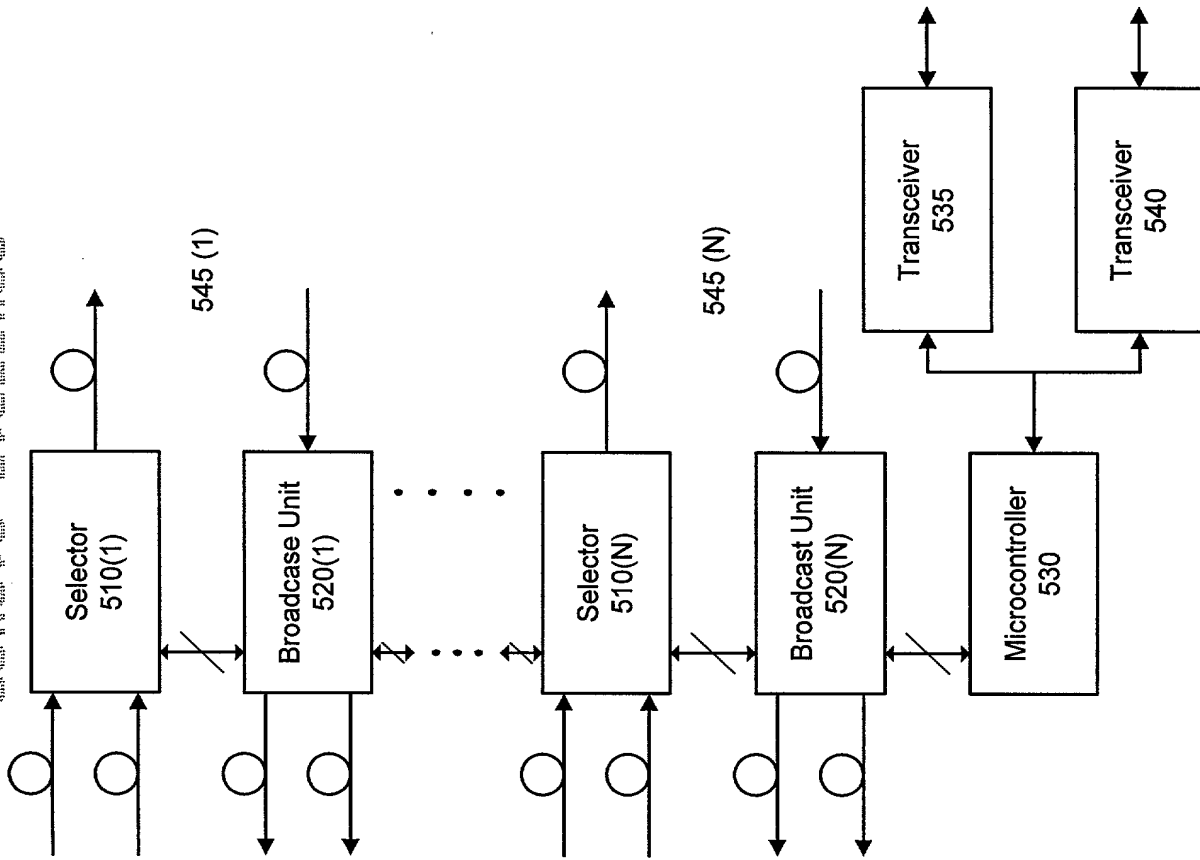 Selector
510(1)
545 (1)
Broadcase Unit
520(1)
Selector
510(N)
545 (N)
Broadcast Unit
520(N)
Transceiver
535
Microcontroller
530
Transceiver
540